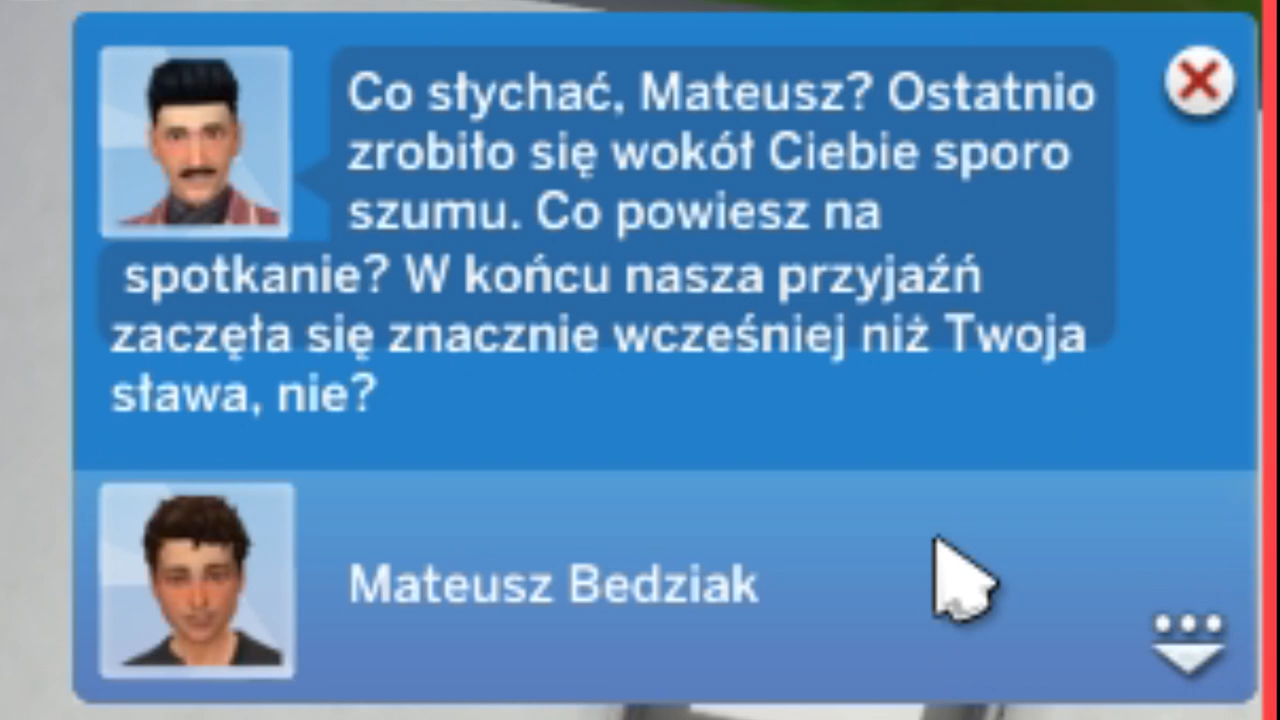 Co słychać, Mateusz? Ostatnio
zrobiło się wokół Ciebie sporo
szumu. Co powiesz na
spotkanie? W końcu nasza przyjaźń
zaczęła się znacznie wcześniej niż Twoja
sława, nie?
Mateusz Bedziak